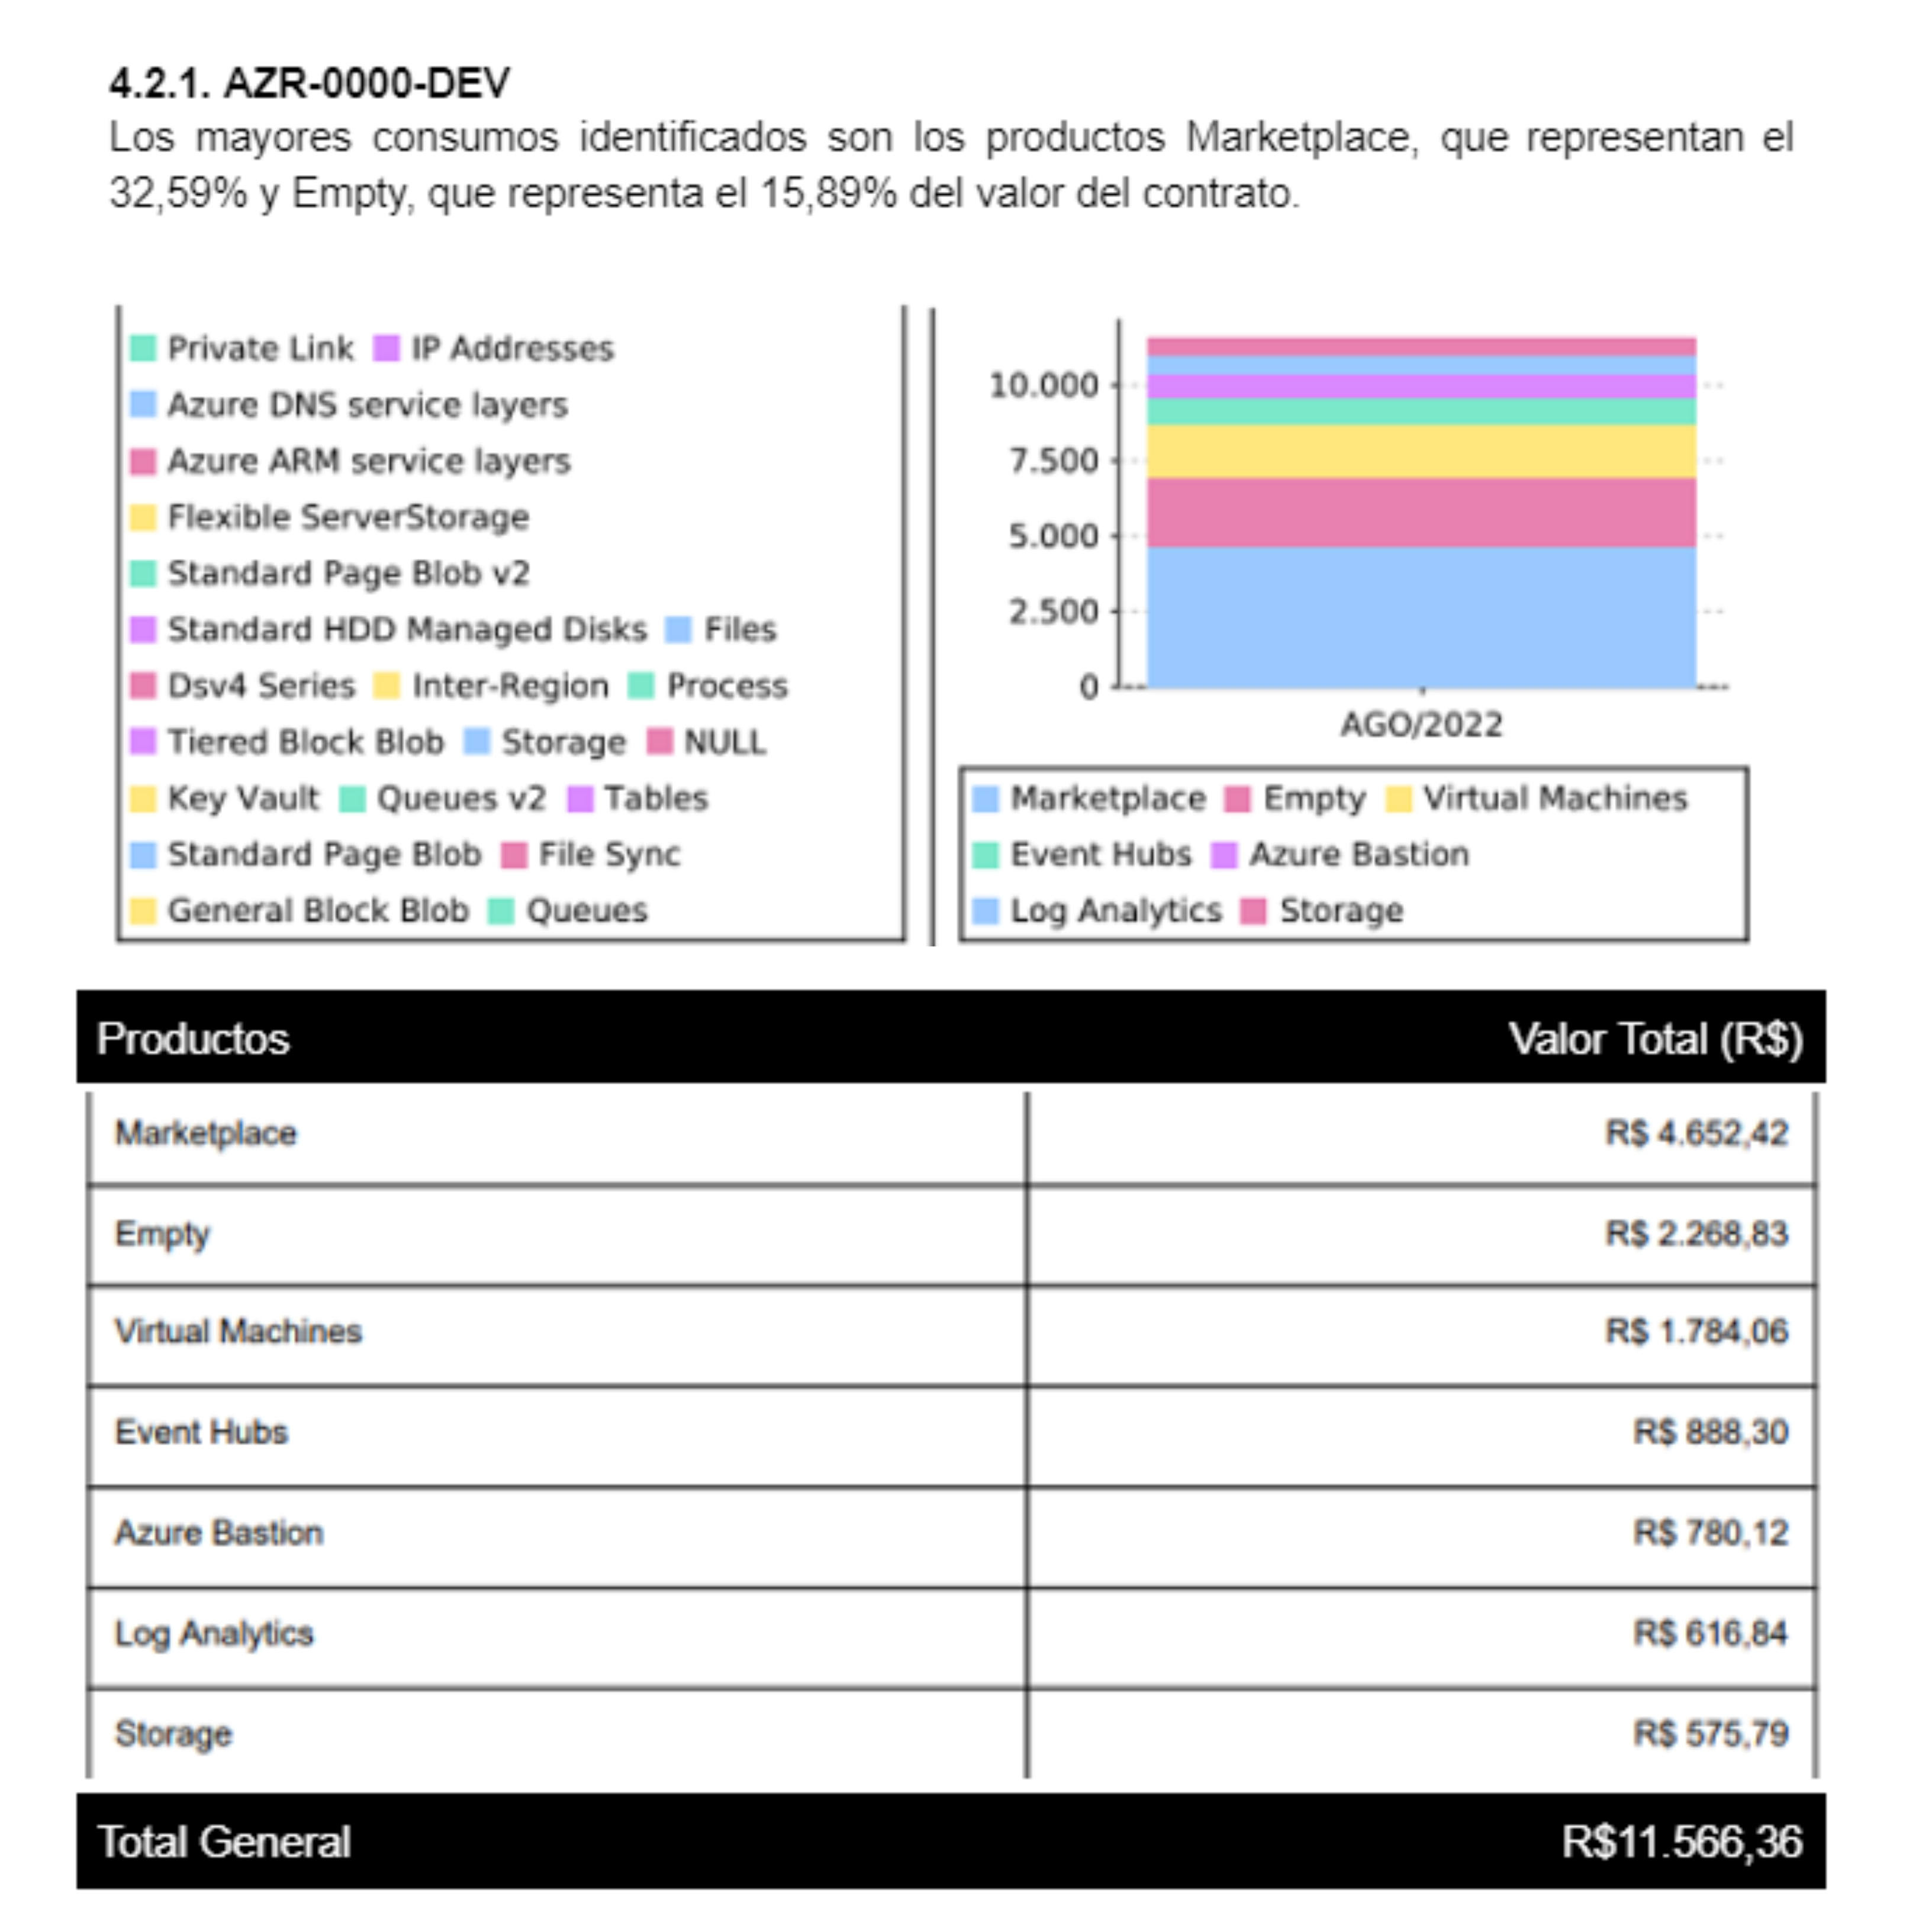 4.2.1. AZR-0000-DEV
Los mayores consumos identificados son los productos Marketplace, que representan el
32,59% y Empty, que representa el 15,89% del valor del contrato.
Private Link IP Addresses
Azure DNS service layers
Azure ARM service layers
Flexible ServerStorage
Standard Page Blob v2
Standard HDD Managed Disks Files
Dsv4 Series Inter-Region Process
Tiered Block Blob Storage NULL
Key Vault Queues v2 Tables
Standard Page Blob File Sync
General Block Blob Queues
10.000
7.500
5.000
2.500
0
AGO/2022
Marketplace Empty Virtual Machines
Event Hubs Azure Bastion
Log Analytics Storage
Productos Valor Total (R$)
Marketplace R$ 4.652,42
Empty R$ 2.268,83
Virtual Machines R$ 1.784,06
Event Hubs R$ 888,30
Azure Bastion R$ 780,12
Log Analytics R$ 616,84
Storage R$ 575,79
Total General R$11.566,36